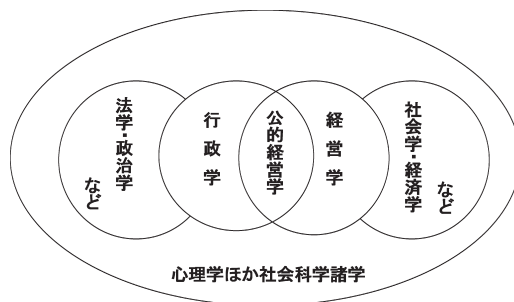 法学・政治学
など
行政学
公的経営学
経営学
社会学・経済学
など
心理学ほか社会科学諸学